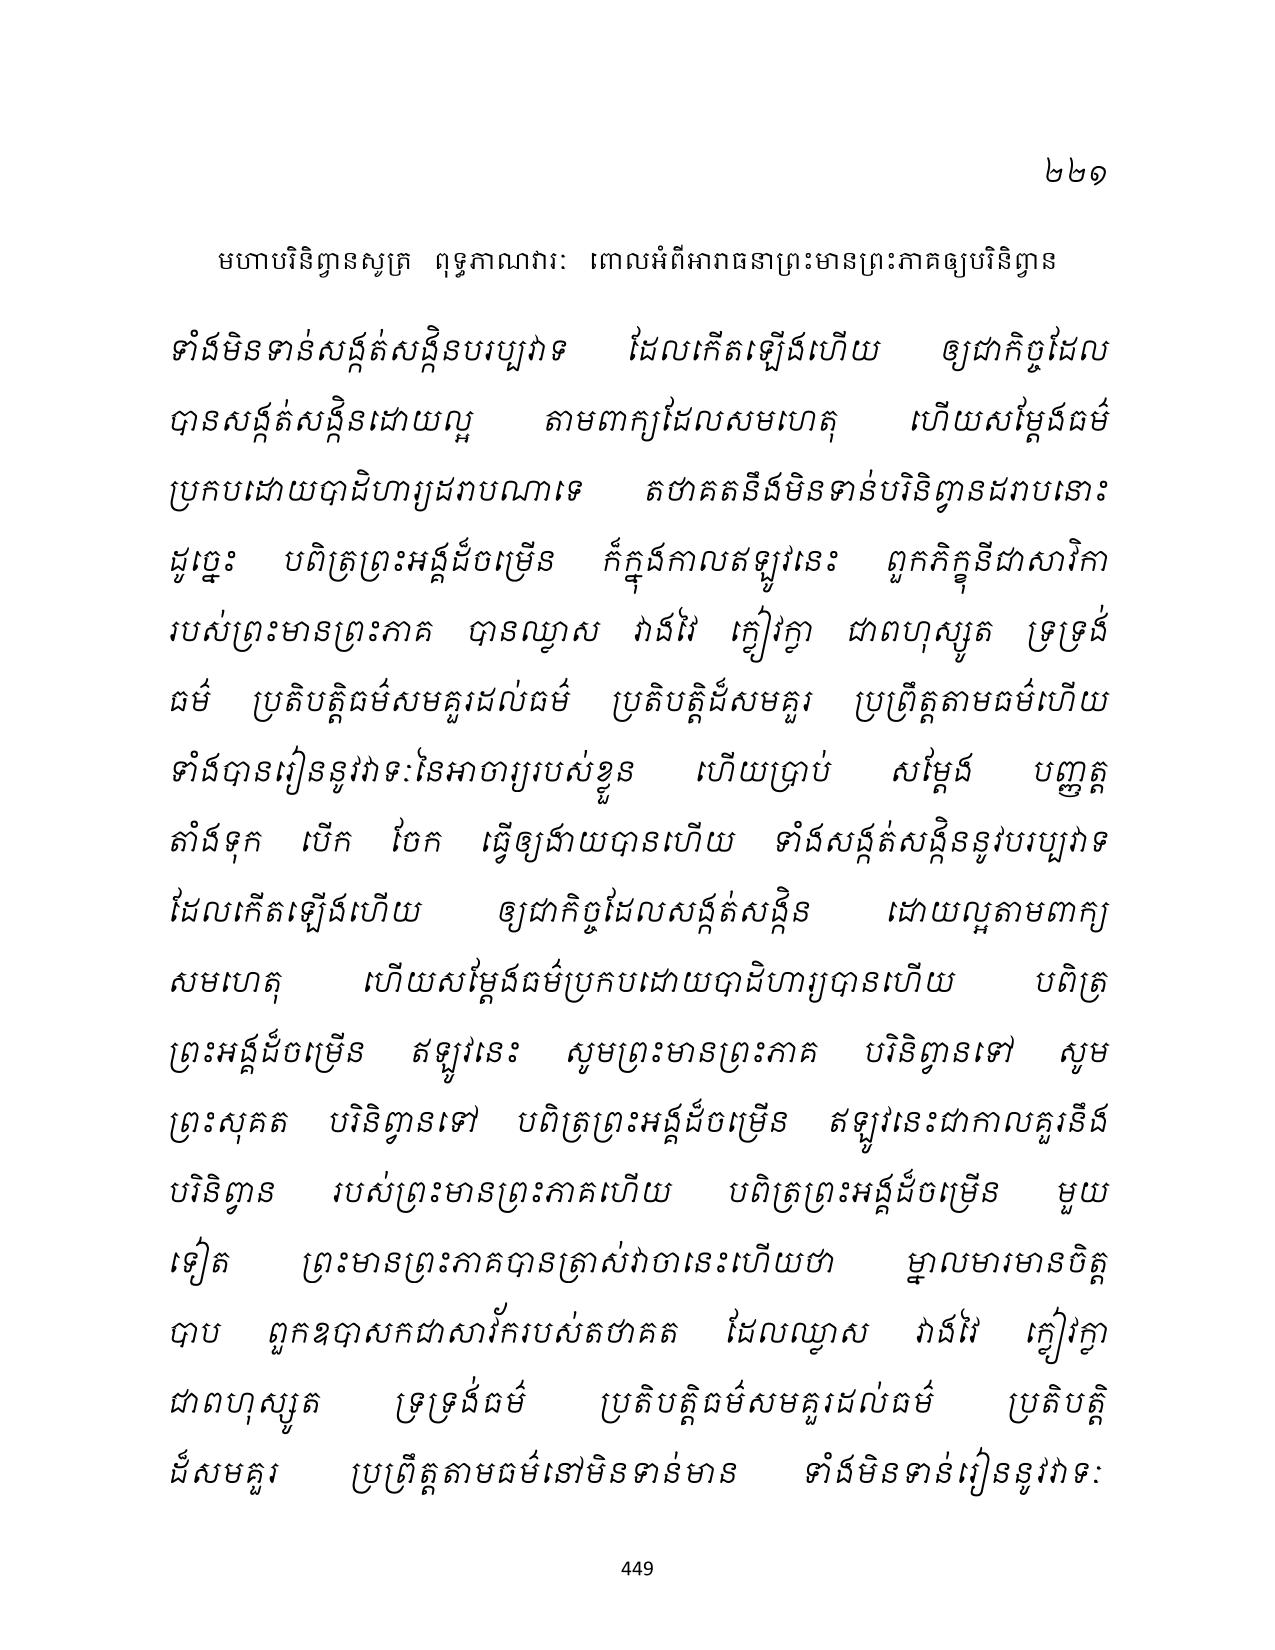 ២២១
មហាបរិនិព្វានសូត្រ ពុទ្ធភាណវារៈ ពោលអំពីអារាធនាព្រះមានព្រះភាគឲ្យបរិនិព្វាន
ទាំងមិនទាន់សង្កត់សង្កិនបរប្បវាទ ដែលកើតឡើងហើយ ឲ្យជាកិច្ចដែល
បានសង្កត់សង្កិនដោយល្អ តាមពាក្យដែលសមហេតុ ហើយសម្តែងធម៌
ប្រកបដោយបាដិហារ្យដរាបណាទេ តថាគតនឹងមិនទាន់បរិនិព្វានដរាបនោះ
ដូច្នេះ បពិត្រព្រះអង្គដ៏ចម្រើន ក៏ក្នុងកាលឥឡូវនេះ ពួកភិក្ខុនីជាសាវិកា
របស់ព្រះមានព្រះភាគ បានឈ្លាស វាងវៃ ក្លៀវក្លា ជាពហុស្សូត ទ្រទ្រង់
ធម៌ ប្រតិបត្តិធម៌សមគួរដល់ធម៌ ប្រតិបត្តិដ៏សមគួរ ប្រព្រឹត្តតាមធម៌ហើយ
ទាំងបានរៀននូវវាទៈនៃអាចារ្យរបស់ខ្លួន ហើយប្រាប់ សម្តែង បញ្ញត្ត
តាំងទុក បើក ចែក ធ្វើឲ្យងាយបានហើយ ទាំងសង្កត់សង្កិននូវបរប្បវាទ
ដែលកើតឡើងហើយ ឲ្យជាកិច្ចដែលសង្កត់សង្កិន ដោយល្អតាមពាក្យ
សមហេតុ ហើយសម្តែងធម៌ប្រកបដោយបាដិហារ្យបានហើយ បពិត្រ
ព្រះអង្គដ៏ចម្រើន ឥឡូវនេះ សូមព្រះមានព្រះភាគ បរិនិព្វានទៅ សូម
ព្រះសុគត បរិនិព្វានទៅ បពិត្រព្រះអង្គដ៏ចម្រើន ឥឡូវនេះជាកាលគួរនឹង
បរិនិព្វាន របស់ព្រះមានព្រះភាគហើយ បពិត្រព្រះអង្គដ៏ចម្រើន មួយ
ទៀត ព្រះមានព្រះភាគបានត្រាស់វាចានេះហើយថា ម្នាលមារមានចិត្ត
បាប ពួកឧបាសកជាសាវ័ករបស់តថាគត ដែលឈ្លាស វាងវៃ ក្លៀវក្លា
ជាពហុស្សូត ទ្រទ្រង់ធម៌ ប្រតិបត្តិធម៌សមគួរដល់ធម៌ ប្រតិបត្តិ
ដ៏សមគួរ ប្រព្រឹត្តតាមធម៌នៅមិនទាន់មាន ទាំងមិនទាន់រៀននូវវាទៈ
449